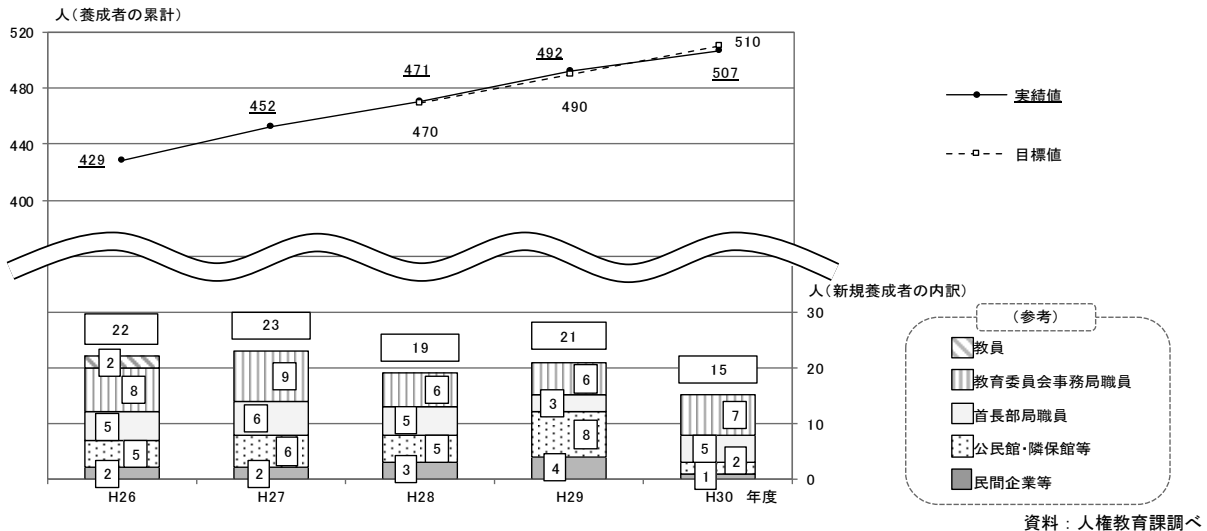 人(養成者の累計)
520
480
440
400
429
452
471
492
507
470
490
510
実績値
目標値
人(新規養成者の内訳)
30
20
10
0
22
2
8
5
5
2
23
9
6
6
2
19
6
5
5
3
21
6
3
8
4
15
7
5
2
1
H26
H27
H28
H29
H30
年度
(参考)
教員
教育委員会事務局職員
首長部局職員
公民館・隣保館等
民間企業等
資料：人権教育課調べ